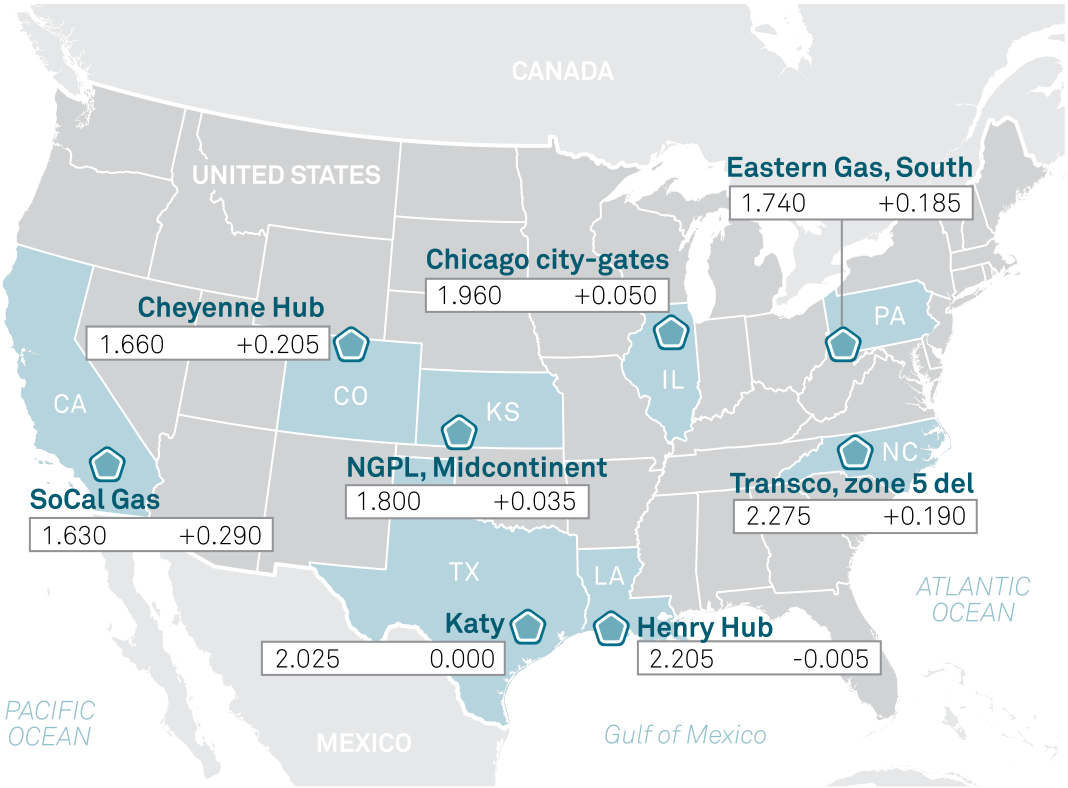 CANADA
UNITED STATES
Eastern Gas, South
1.740 +0.185
Chicago city-gates
1.960 +0.050
Cheyenne Hub
1.660 +0.205
PA
IL
CO
CA
KS
NC
NGPL, Midcontinent
1.800 +0.035
Transco, zone 5 del
2.275 +0.190
SoCal Gas
1.630 +0.290
TX
LA
ATLANTIC
OCEAN
Katy
2.025 0.000
Henry Hub
2.205 -0.005
PACIFIC
OCEAN
MEXICO
Gulf of Mexico